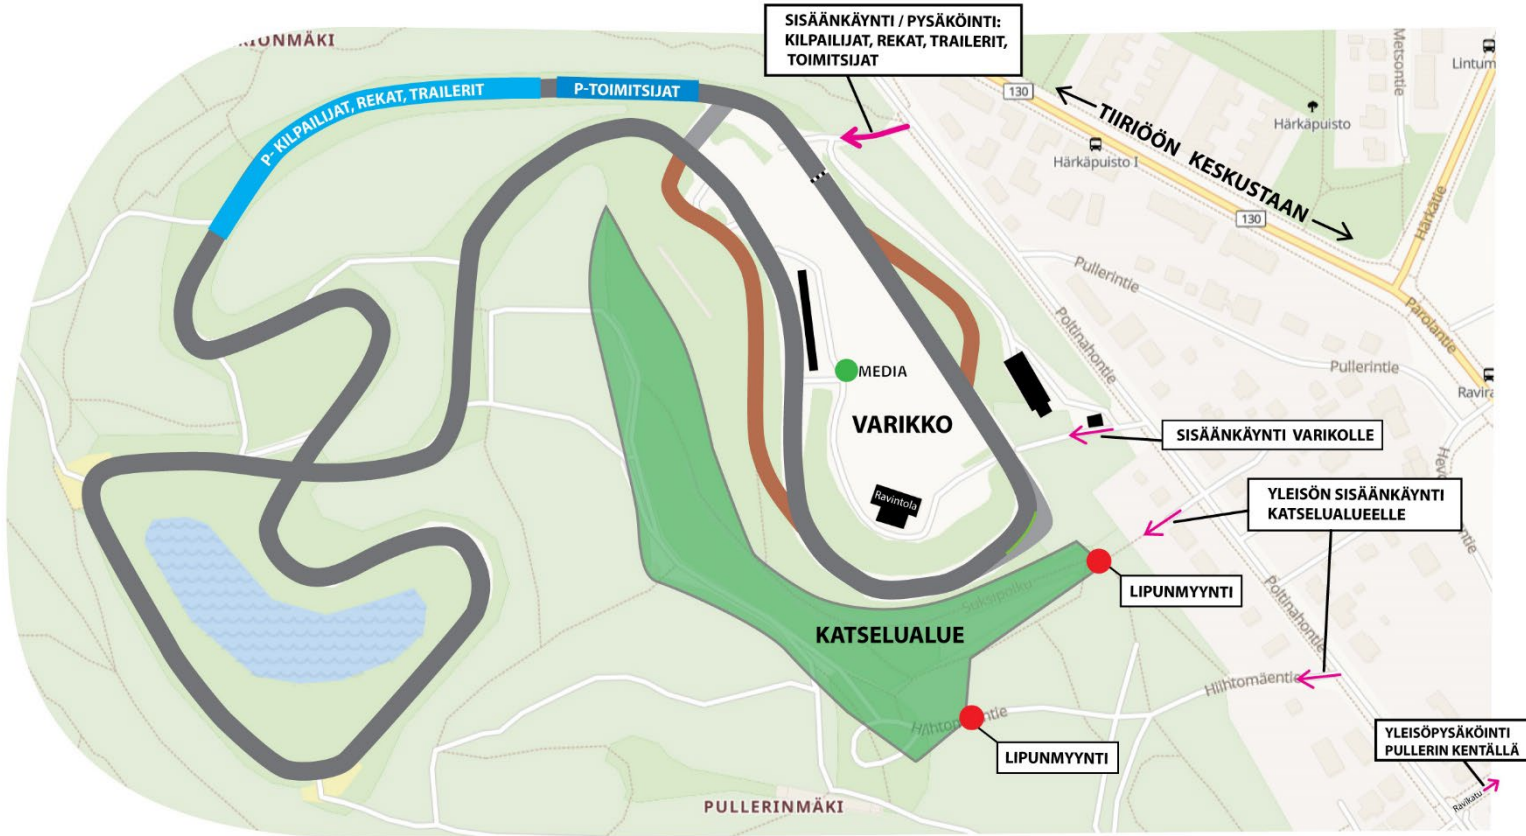 SISÄÄNKÄYNTI / PYSÄKÖINTI:
KILPAILIJAT, REKAT, TRAILERIT,
TOIMITSIJAT
P- KILPAILIJAT, REKAT, TRAILERIT
P-TOIMITSIJAT
130
TIIRIÖÖN KESKUSTAAN
Härkäpuisto I
Härkäpuisto
Metsontie
Lintum
Härkätie
130
Pullerintie
Poltinahontie
Parolantie
Pullerintie
Ravira
MEDIA
VARIKKO
SISÄÄNKÄYNTI VARIKOLLE
Ravintola
YLEISÖN SISÄÄNKÄYNTI
KATSELUALUEELLE
Suksipolku
LIPUNMYYNTI
Poltinahontie
KATSELUALUE
Hiihtomäentie
LIPUNMYYNTI
YLEISÖPYSÄKÖINTI
PULLERIN KENTÄLLÄ
Ravikatu
PULLERINMÄKI